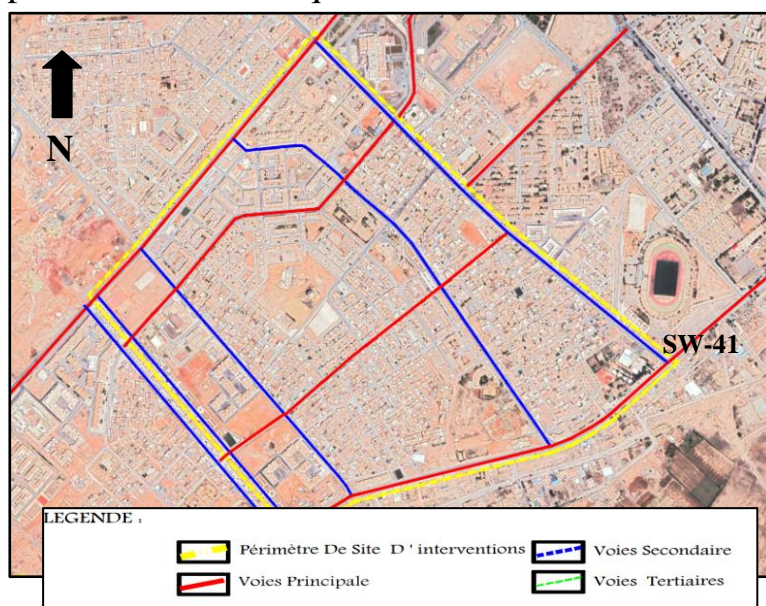 N
SW-41
LEGENDE :
Périmètre De Site D ' interventions
Voies Secondaire
Voies Principale
Voies Tertiaires